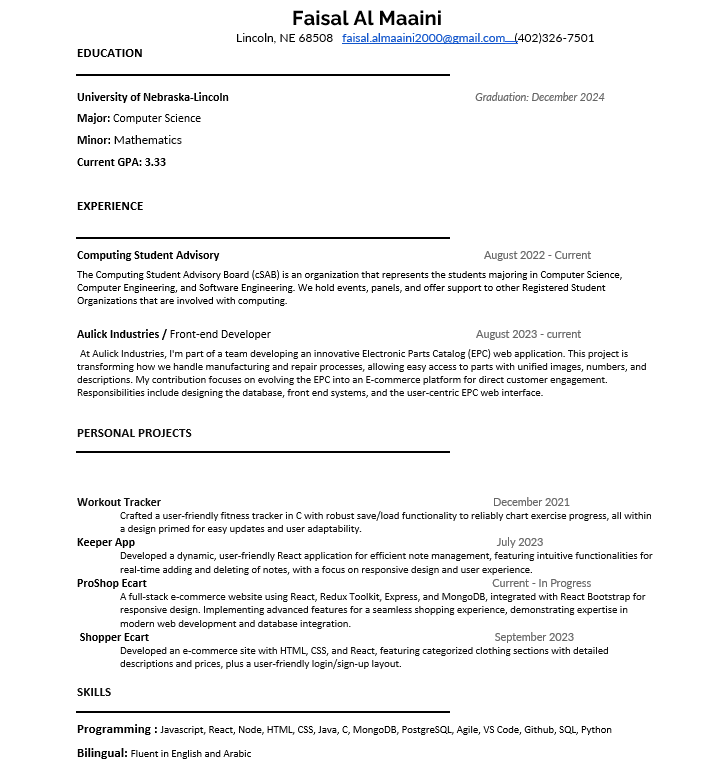 Faisal Al Maaini
Lincoln, NE 68508 faisal.almaaini2000@gmail.com (402)326-7501
EDUCATION
University of Nebraska-Lincoln Graduation: December 2024
Major: Computer Science
Minor: Mathematics
Current GPA: 3.33
EXPERIENCE
Computing Student Advisory August 2022 - Current
The Computing Student Advisory Board (cSAB) is an organization that represents the students majoring in Computer Science,
Computer Engineering, and Software Engineering. We hold events, panels, and offer support to other Registered Student
Organizations that are involved with computing.
Aulick Industries / Front-end Developer August 2023 - current
At Aulick Industries, I'm part of a team developing an innovative Electronic Parts Catalog (EPC) web application. This project is
transforming how we handle manufacturing and repair processes, allowing easy access to parts with unified images, numbers, and
descriptions. My contribution focuses on evolving the EPC into an E-commerce platform for direct customer engagement.
Responsibilities include designing the database, front end systems, and the user-centric EPC web interface.
PERSONAL PROJECTS
Workout Tracker December 2021
Crafted a user-friendly fitness tracker in C with robust save/load functionality to reliably chart exercise progress, all within
a design primed for easy updates and user adaptability.
Keeper App July 2023
Developed a dynamic, user-friendly React application for efficient note management, featuring intuitive functionalities for
real-time adding and deleting of notes, with a focus on responsive design and user experience.
ProShop Ecart Current - In Progress
A full-stack e-commerce website using React, Redux Toolkit, Express, and MongoDB, integrated with React Bootstrap for
responsive design. Implementing advanced features for a seamless shopping experience, demonstrating expertise in
modern web development and database integration.
Shopper Ecart September 2023
Developed an e-commerce site with HTML, CSS, and React, featuring categorized clothing sections with detailed
descriptions and prices, plus a user-friendly login/sign-up layout.
SKILLS
Programming : Javascript, React, Node, HTML, CSS, Java, C, MongoDB, PostgreSQL, Agile, VS Code, Github, SQL, Python
Bilingual: Fluent in English and Arabic